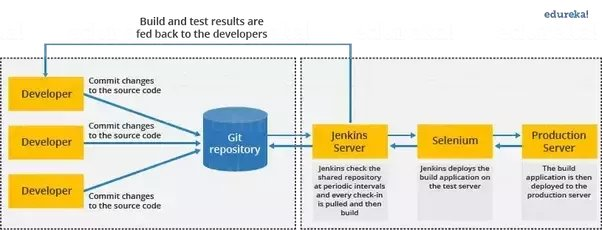 Build and test results are
fed back to the developers
edureka!
Developer
Commit changes
to the source code
Developer
Commit changes
to the source code
Developer
Commit changes
to the source code
Git
repository
Jenkins
Server
Selenium
Production
Server
Jenkins check the
shared repository
at periodic intervals
and every check-in
is pulled and then
build
Jenkins deploys the
build application on
the test server
The build
application is then
deployed to the
production server